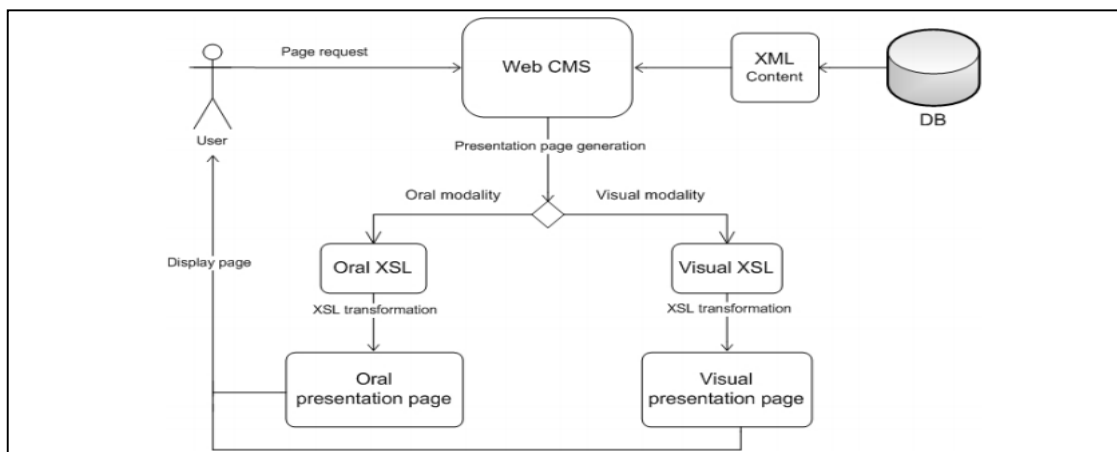 Page request
Web CMS
XML
Content
DB
User
Presentation page generation
Oral modality
Visual modality
Display page
Oral XSL
Visual XSL
XSL transformation
XSL transformation
Oral
presentation page
Visual
presentation page